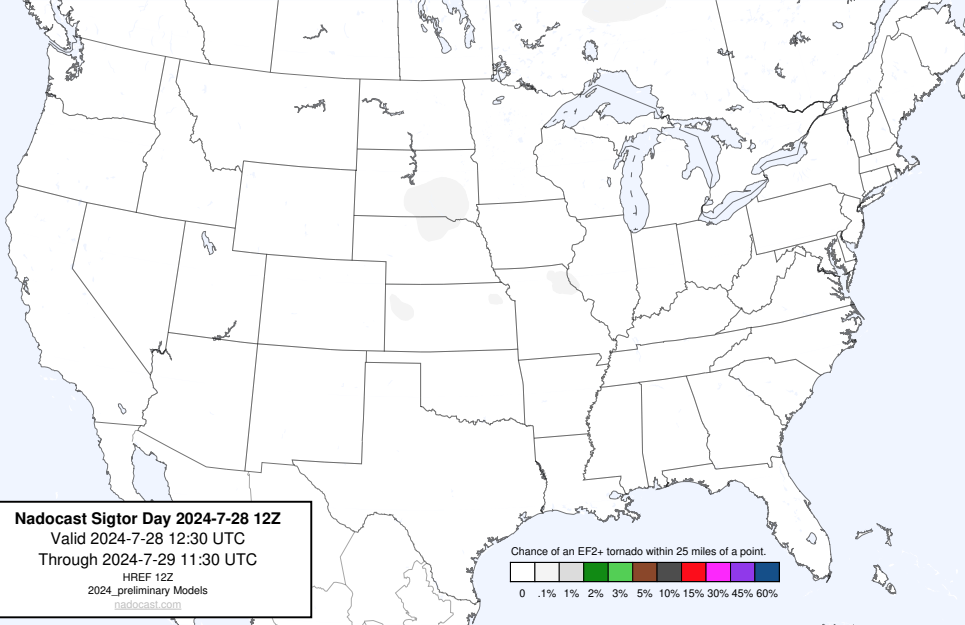 Nadocast Sigtor Day 2024-7-28 12Z
Valid 2024-7-28 12:30 UTC
Through 2024-7-29 11:30 UTC
HREF 12Z
2024_preliminary Models
nadocast.com
Chance of an EF2+ tornado within 25 miles of a point.
0 .1% 1% 2% 3% 5% 10% 15% 30% 45% 60%